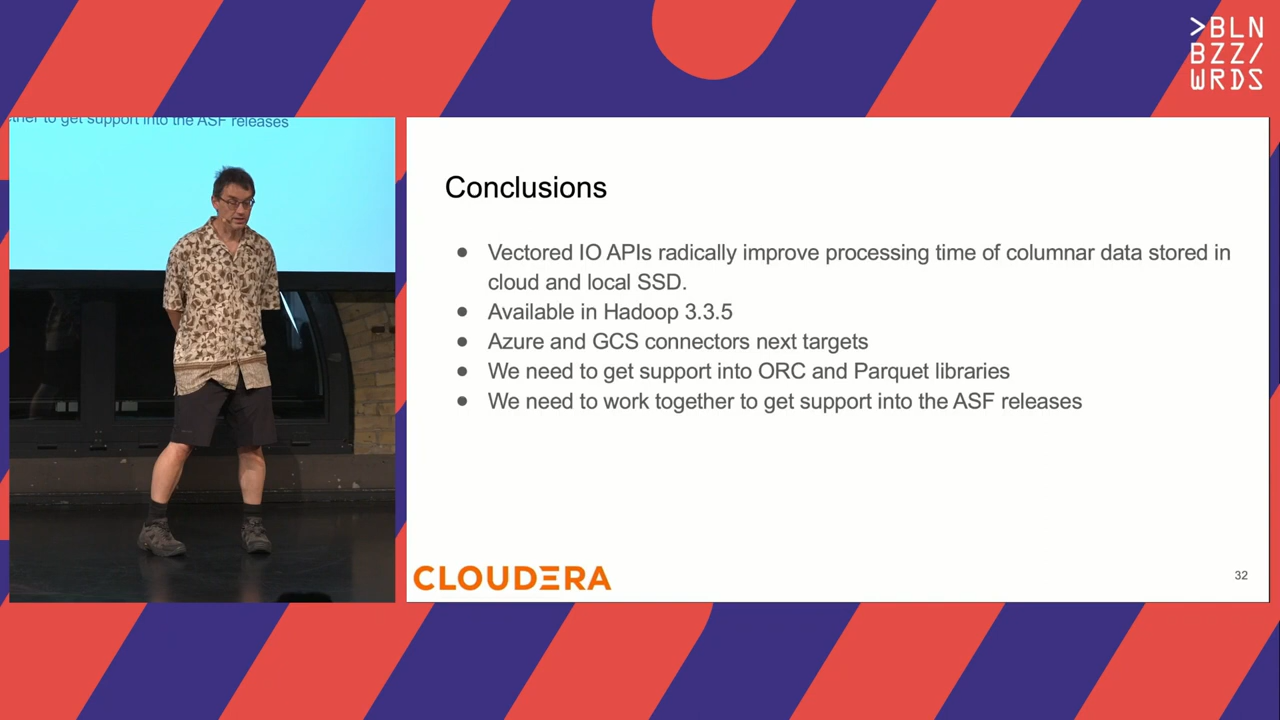 >BLN
BZZ/
WRDS
ther to get support into the ASF releases
Conclusions
● Vectored IO APIs radically improve processing time of columnar data stored in
cloud and local SSD.
● Available in Hadoop 3.3.5
● Azure and GCS connectors next targets
● We need to get support into ORC and Parquet libraries
● We need to work together to get support into the ASF releases
CLOUDERA
32